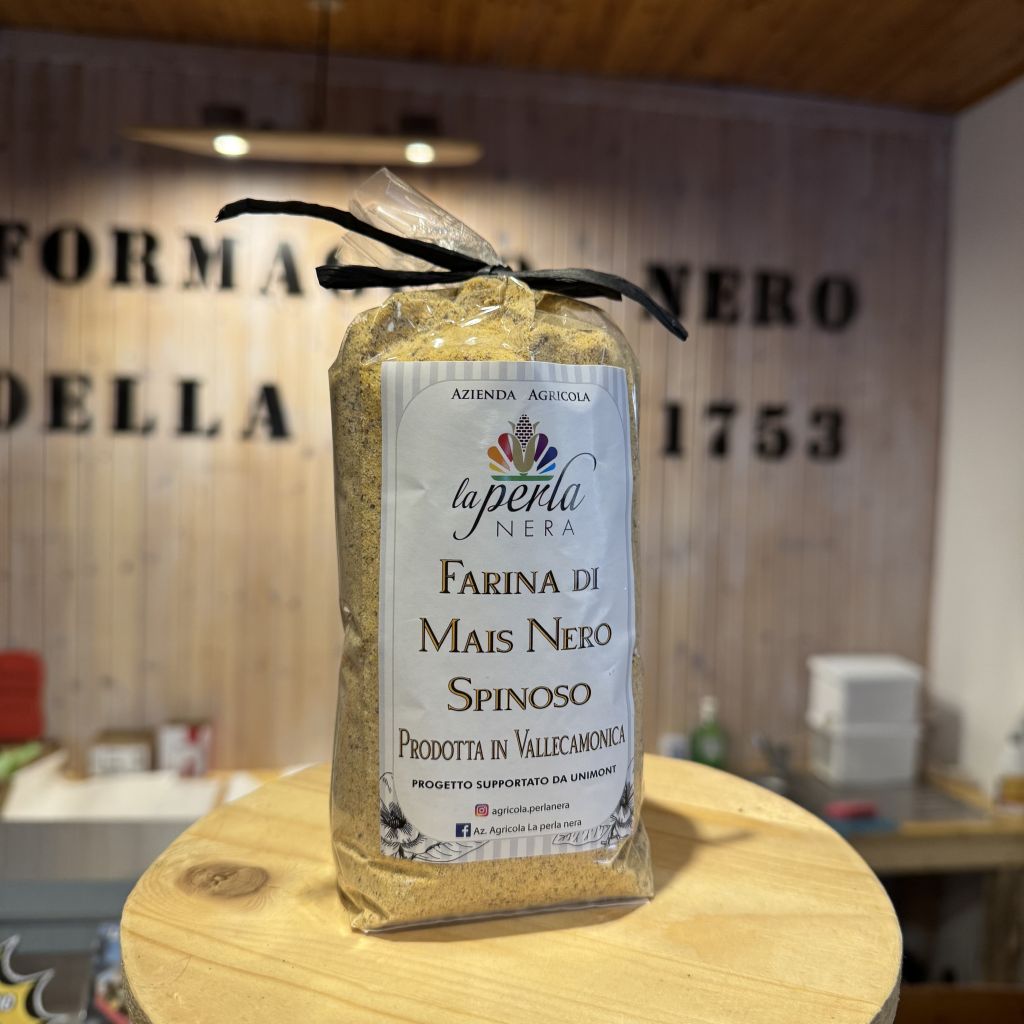 FORMAS NERO
DELLA 1753
AZIENDA AGRICOLA
la perla
NERA
FARINA DI
MAIS NERO
SPINOSO
PRODOTTA IN VALLECAMONICA
PROGETTO SUPPORTATO DA UNIMONT
agricola.perlanera
Az. Agricola La perla nera